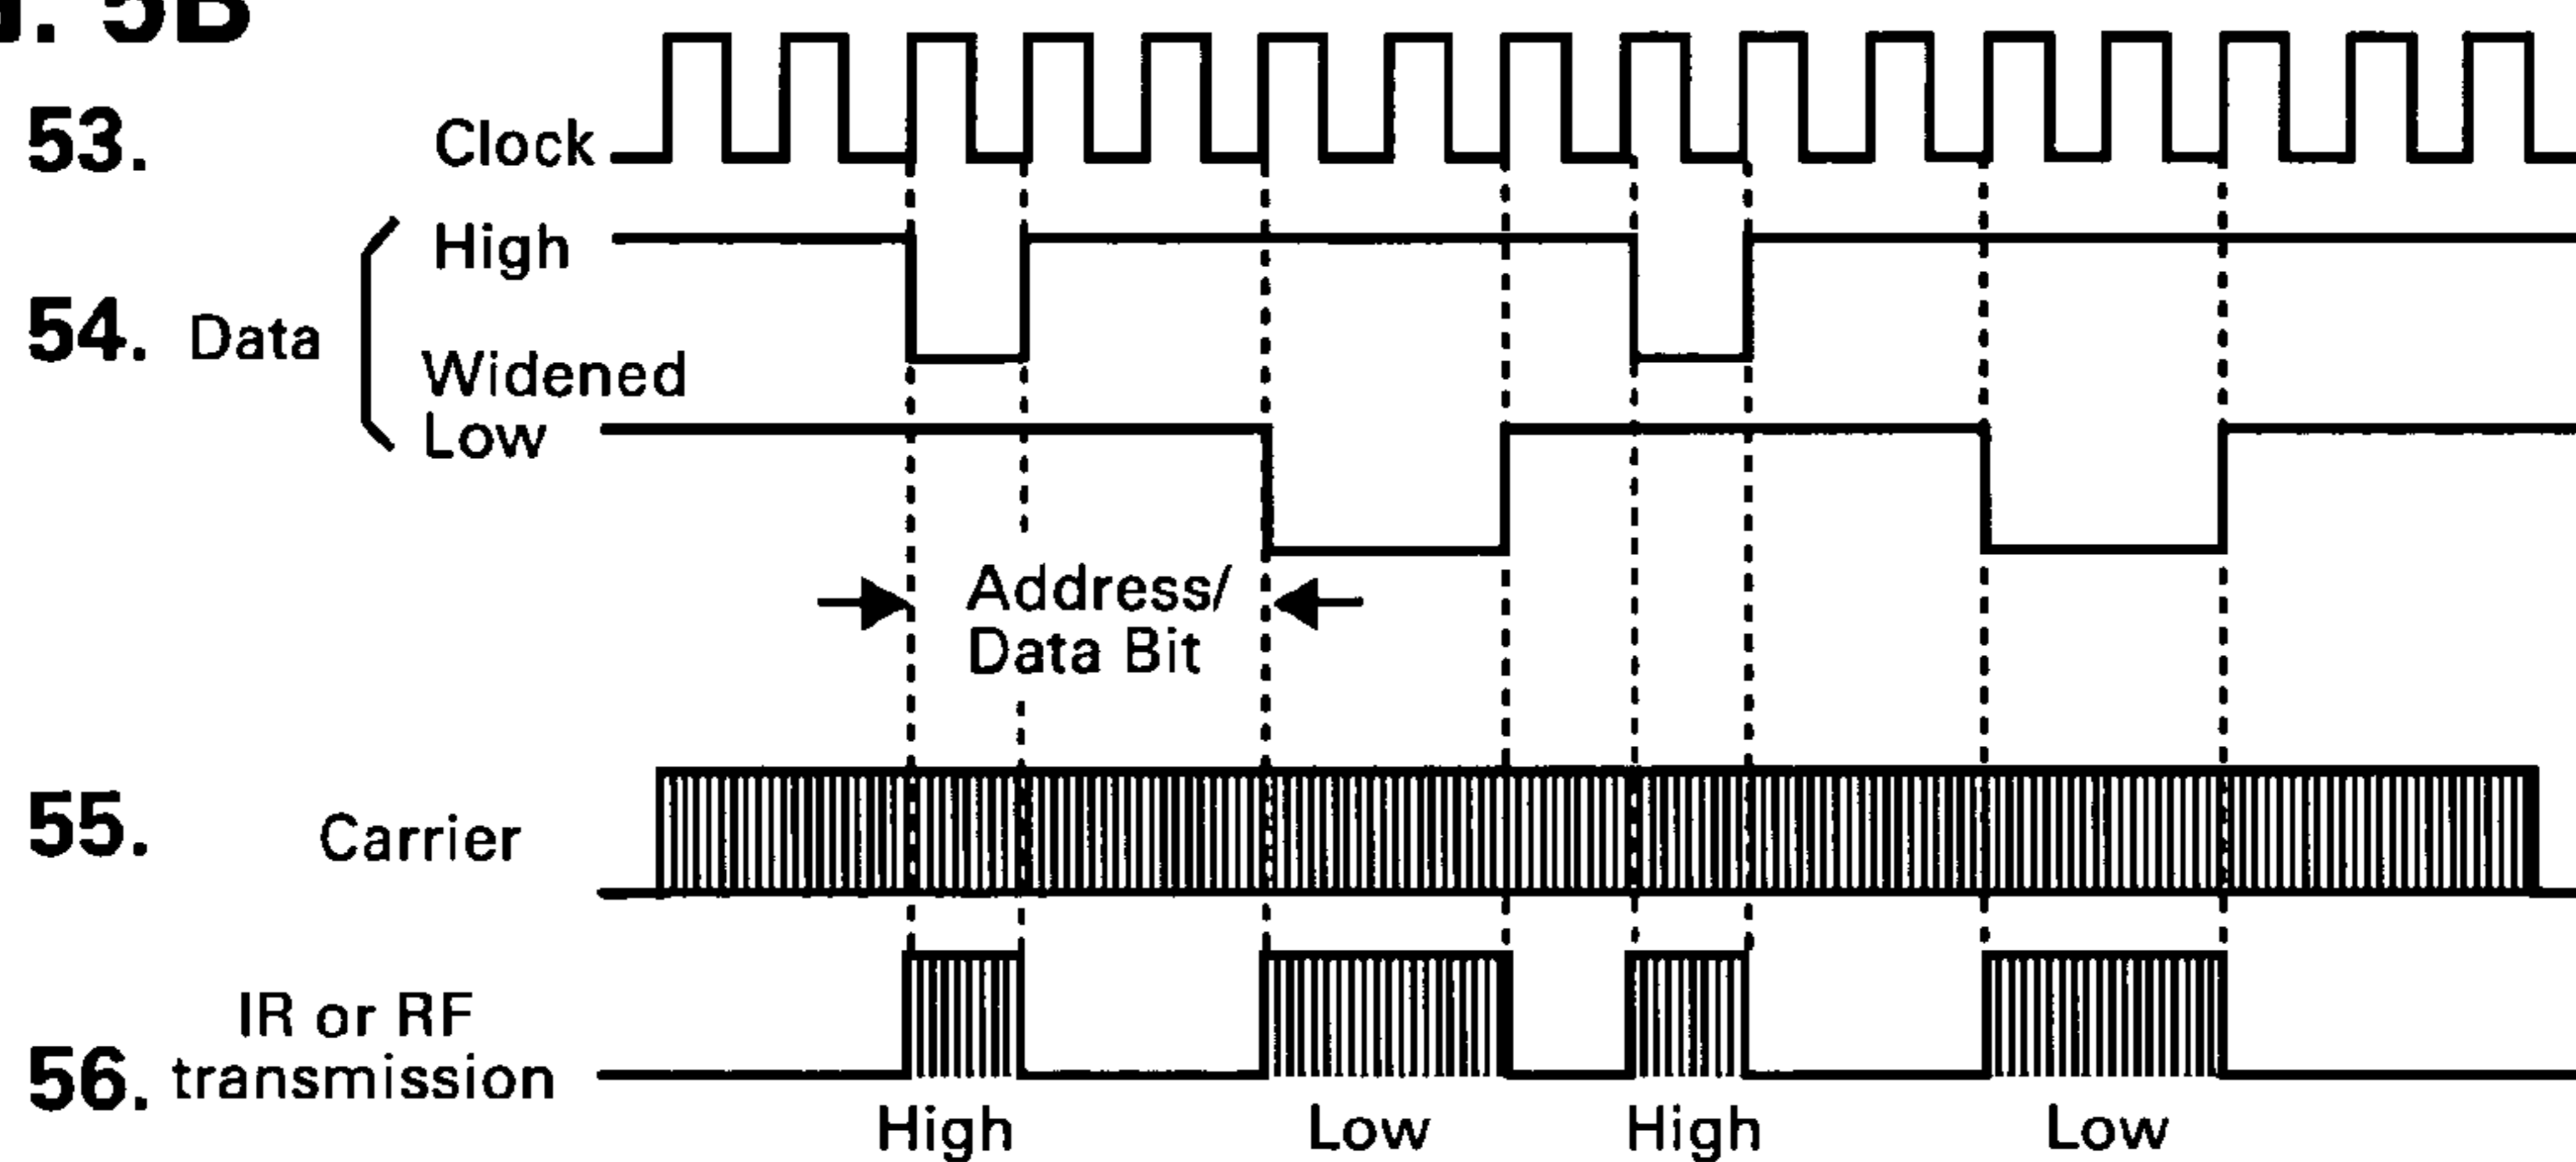 5B
53. Clock
High
54. Data
Widened
Low
Address/
Data Bit
55. Carrier
IR or RF
56. transmission
High Low High Low